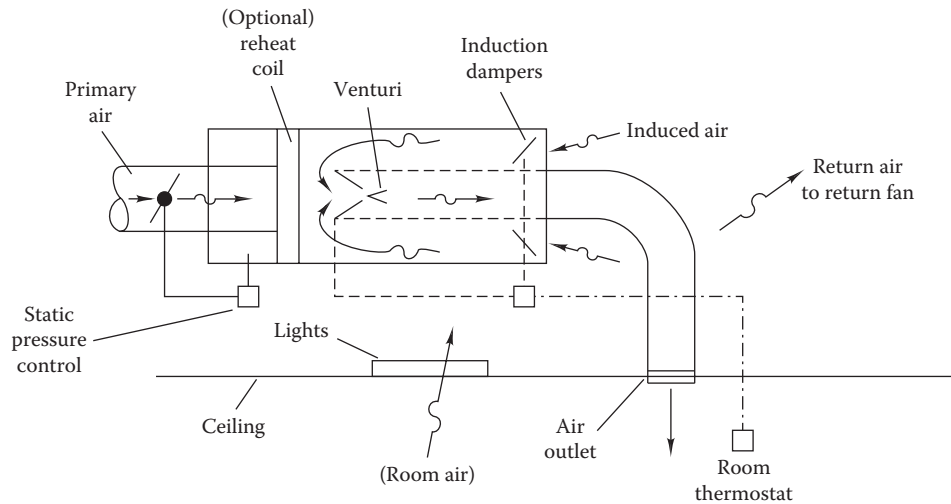 (Optional)
reheat
coil
Induction
dampers
Primary
air
Venturi
Induced air
Return air
to return fan
Static
pressure
control
Lights
Ceiling
(Room air)
Air
outlet
Room
thermostat